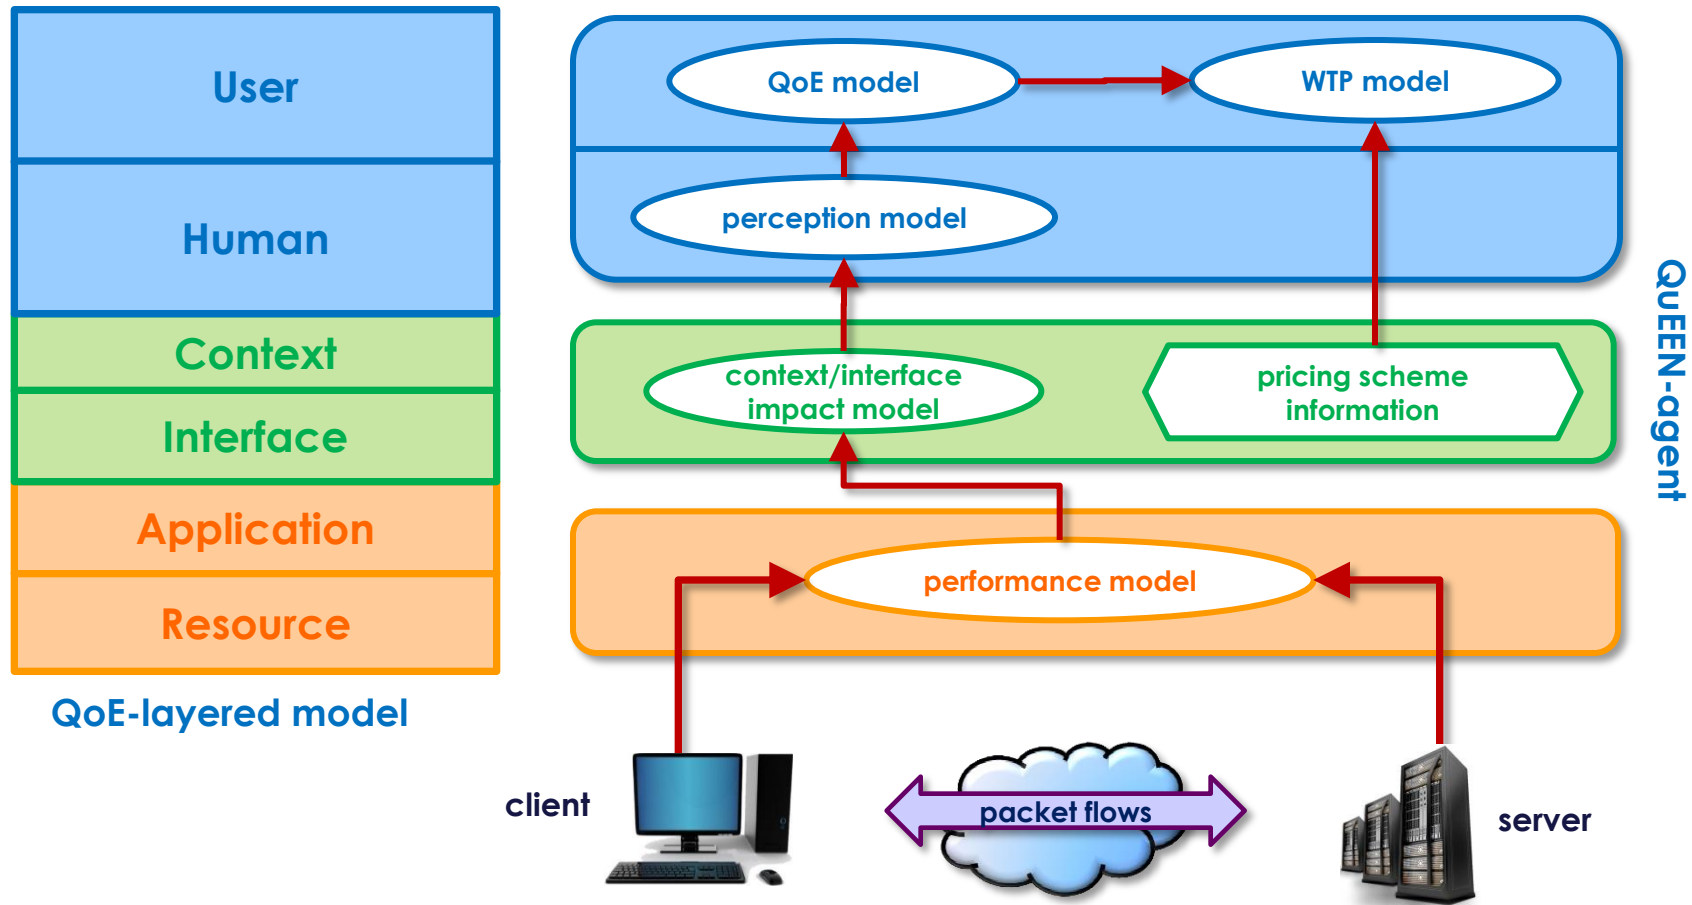 User
Human
Context
Interface
Application
Resource
QoE-layered model
QoE model
WTP model
perception model
context/interface
impact model
pricing scheme
information
performance model
QuEEN-agent
client
packet flows
server